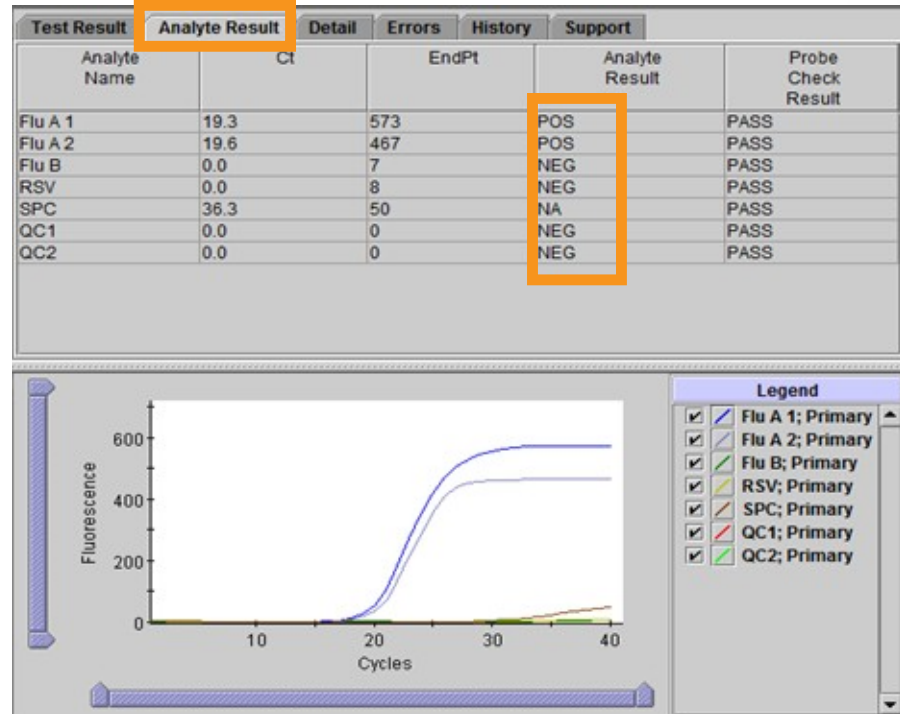 Test Result Analyte Result Detail Errors History Support
Analyte Name Ct EndPt Analyte Result Probe Check Result
Flu A 1 19.3 573 POS PASS
Flu A 2 19.6 467 POS PASS
Flu B 0.0 7 NEG PASS
RSV 0.0 8 NEG PASS
SPC 36.3 50 NA PASS
QC1 0.0 0 NEG PASS
QC2 0.0 0 NEG PASS
Fluorescence
600
400
200
0
10 20 30 40
Cycles
Legend
Flu A 1; Primary
Flu A 2; Primary
Flu B; Primary
RSV; Primary
SPC; Primary
QC1; Primary
QC2; Primary